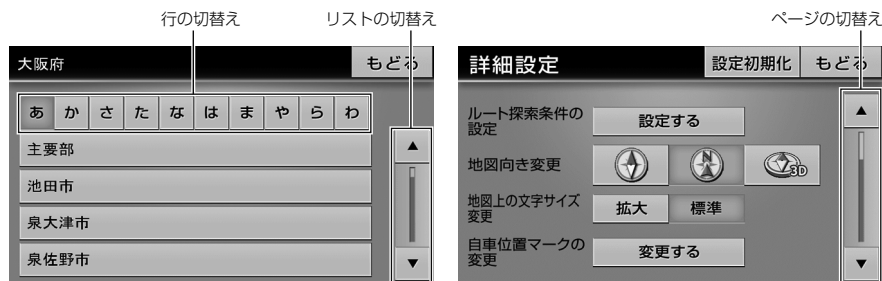 行の切替え
リストの切替え
大阪府
もどる
あ か さ た な は ま や ら わ
主要部
池田市
泉大津市
泉佐野市
▲
▼
ページの切替え
詳細設定
設定初期化
もどる
ルート探索条件の
設定
設定する
地図向き変更
N
3D
地図上の文字サイズ
変更
拡大
標準
自車位置マークの
変更
変更する
▲
▼